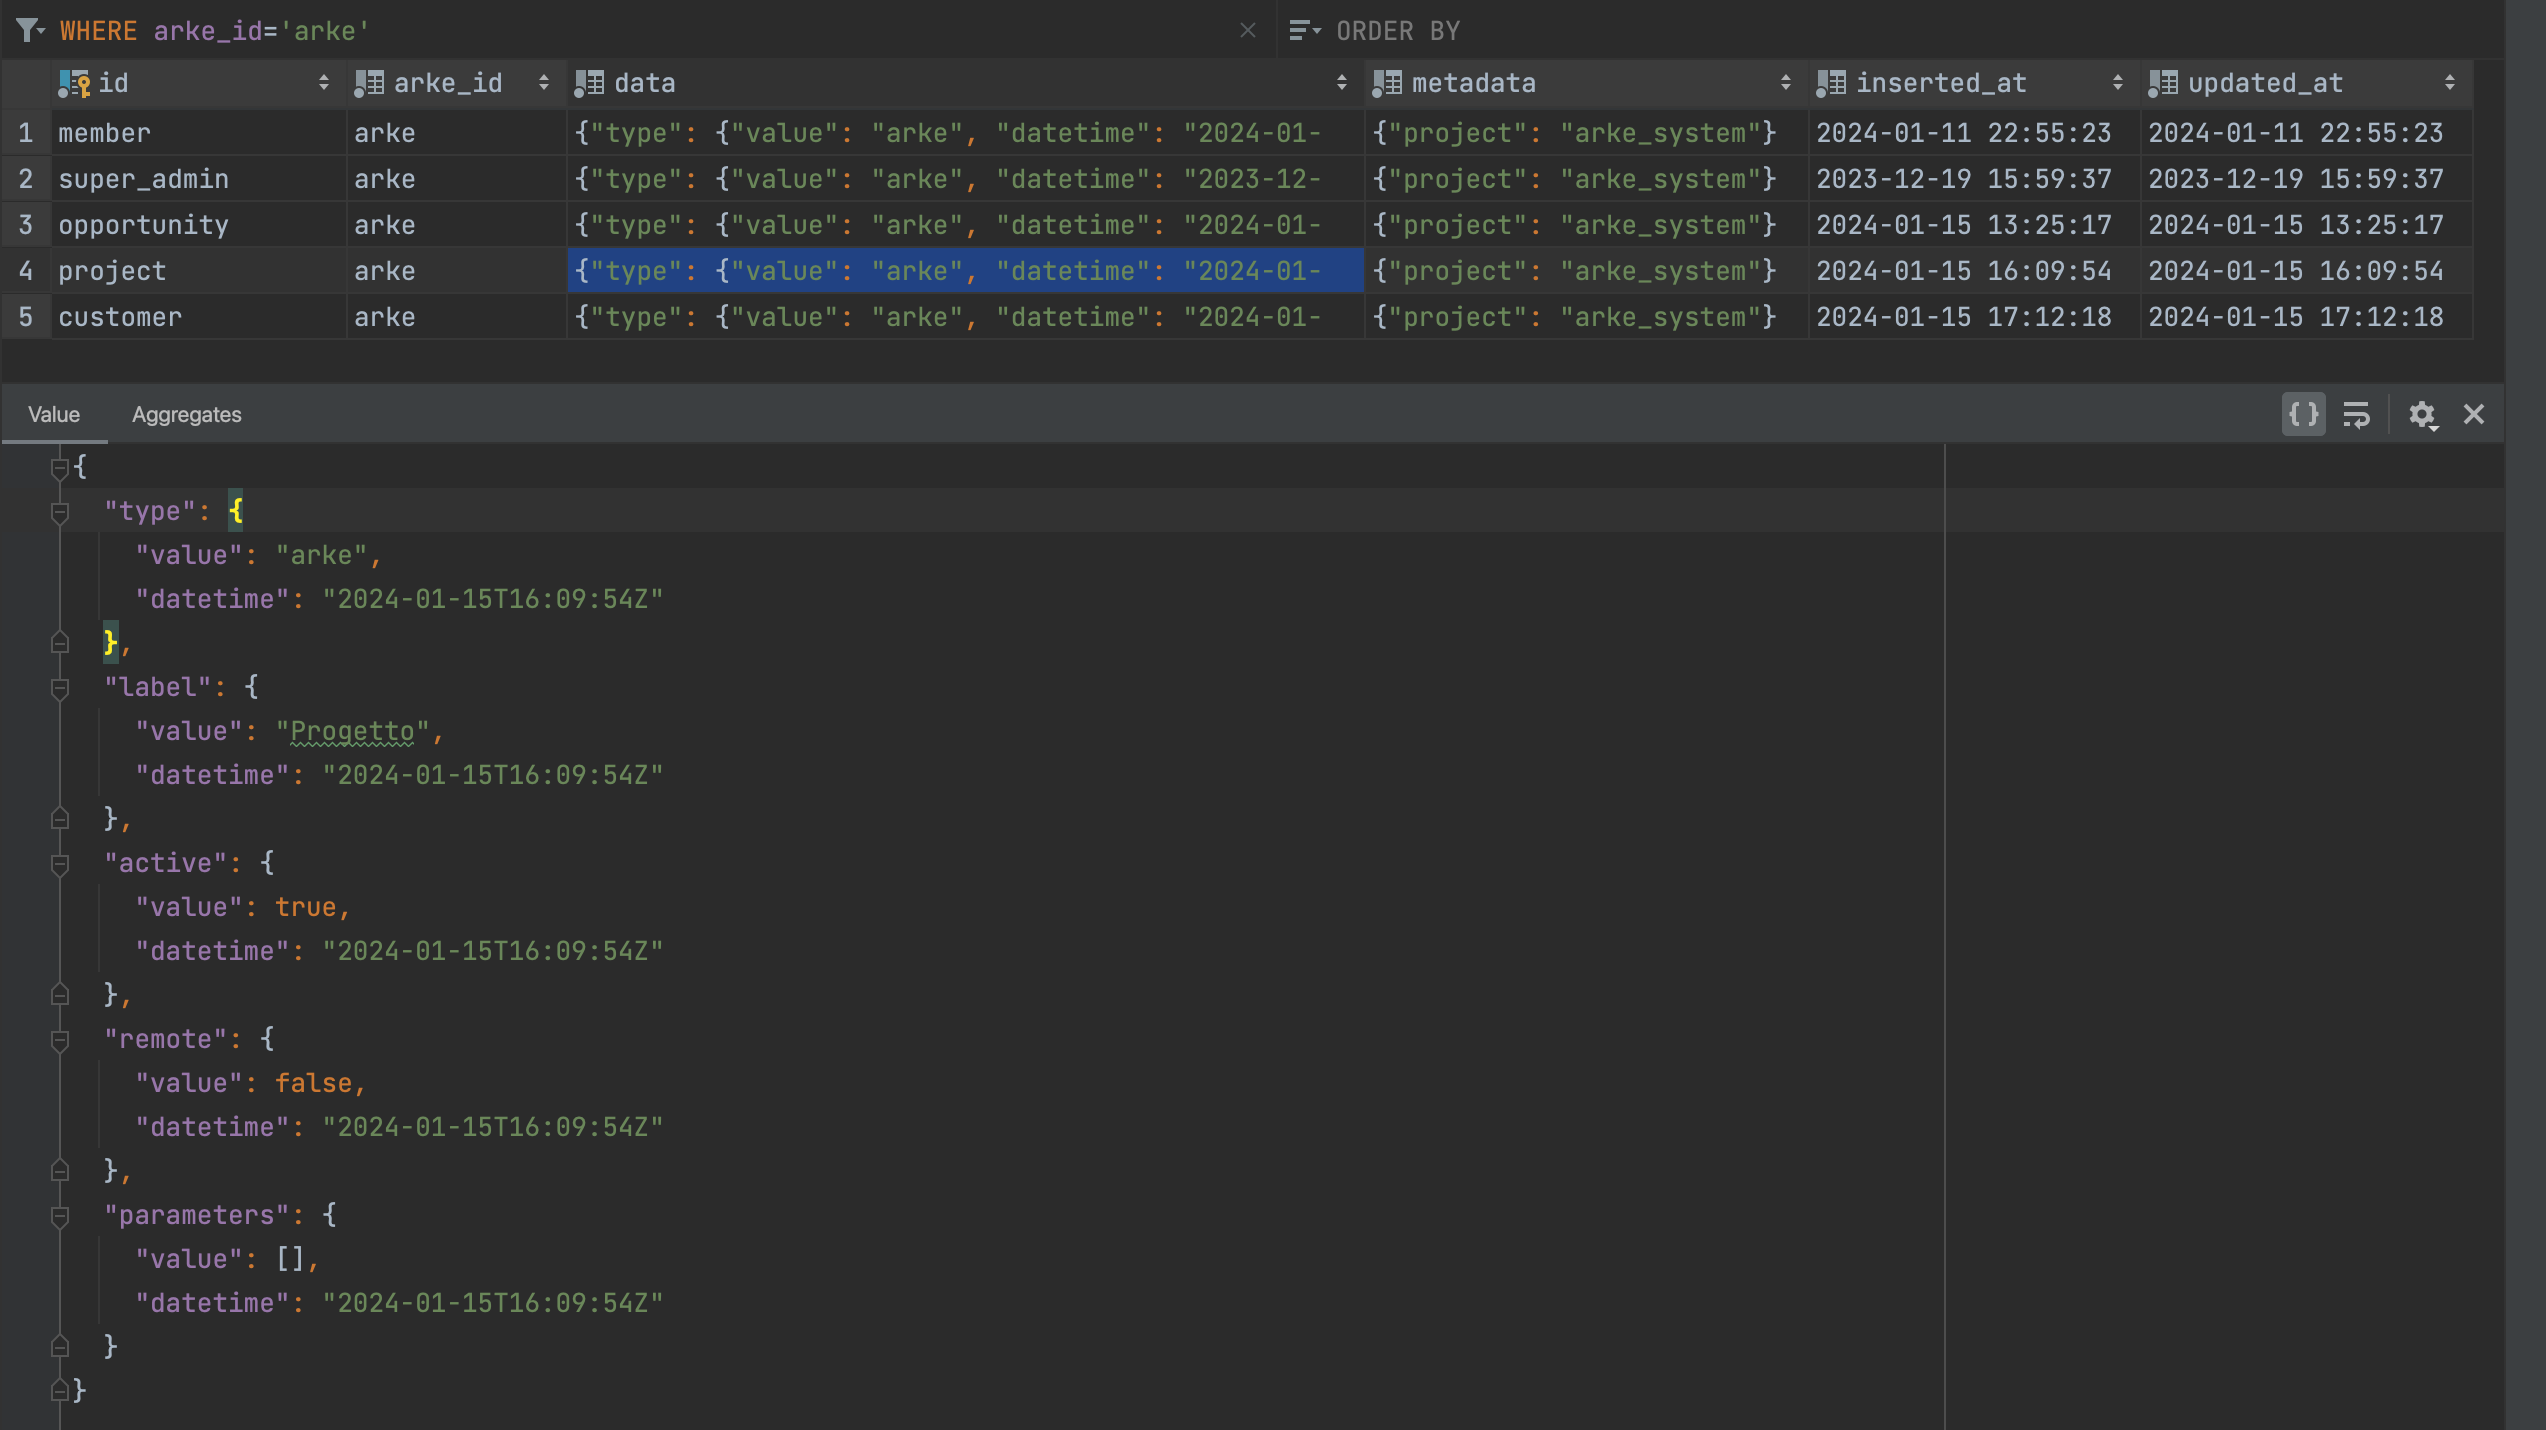 WHERE arke_id='arke' ORDER BY
id arke_id data metadata inserted_at updated_at
1 member arke {"type": {"value": "arke", "datetime": "2024-01- {"project": "arke_system"} 2024-01-11 22:55:23 2024-01-11 22:55:23
2 super_admin arke {"type": {"value": "arke", "datetime": "2023-12- {"project": "arke_system"} 2023-12-19 15:59:37 2023-12-19 15:59:37
3 opportunity arke {"type": {"value": "arke", "datetime": "2024-01- {"project": "arke_system"} 2024-01-15 13:25:17 2024-01-15 13:25:17
4 project arke {"type": {"value": "arke", "datetime": "2024-01- {"project": "arke_system"} 2024-01-15 16:09:54 2024-01-15 16:09:54
5 customer arke {"type": {"value": "arke", "datetime": "2024-01- {"project": "arke_system"} 2024-01-15 17:12:18 2024-01-15 17:12:18
Value Aggregates
{
"type": {
"value": "arke",
"datetime": "2024-01-15T16:09:54Z"
},
"label": {
"value": "Progetto",
"datetime": "2024-01-15T16:09:54Z"
},
"active": {
"value": true,
"datetime": "2024-01-15T16:09:54Z"
},
"remote": {
"value": false,
"datetime": "2024-01-15T16:09:54Z"
},
"parameters": {
"value": [],
"datetime": "2024-01-15T16:09:54Z"
}
}